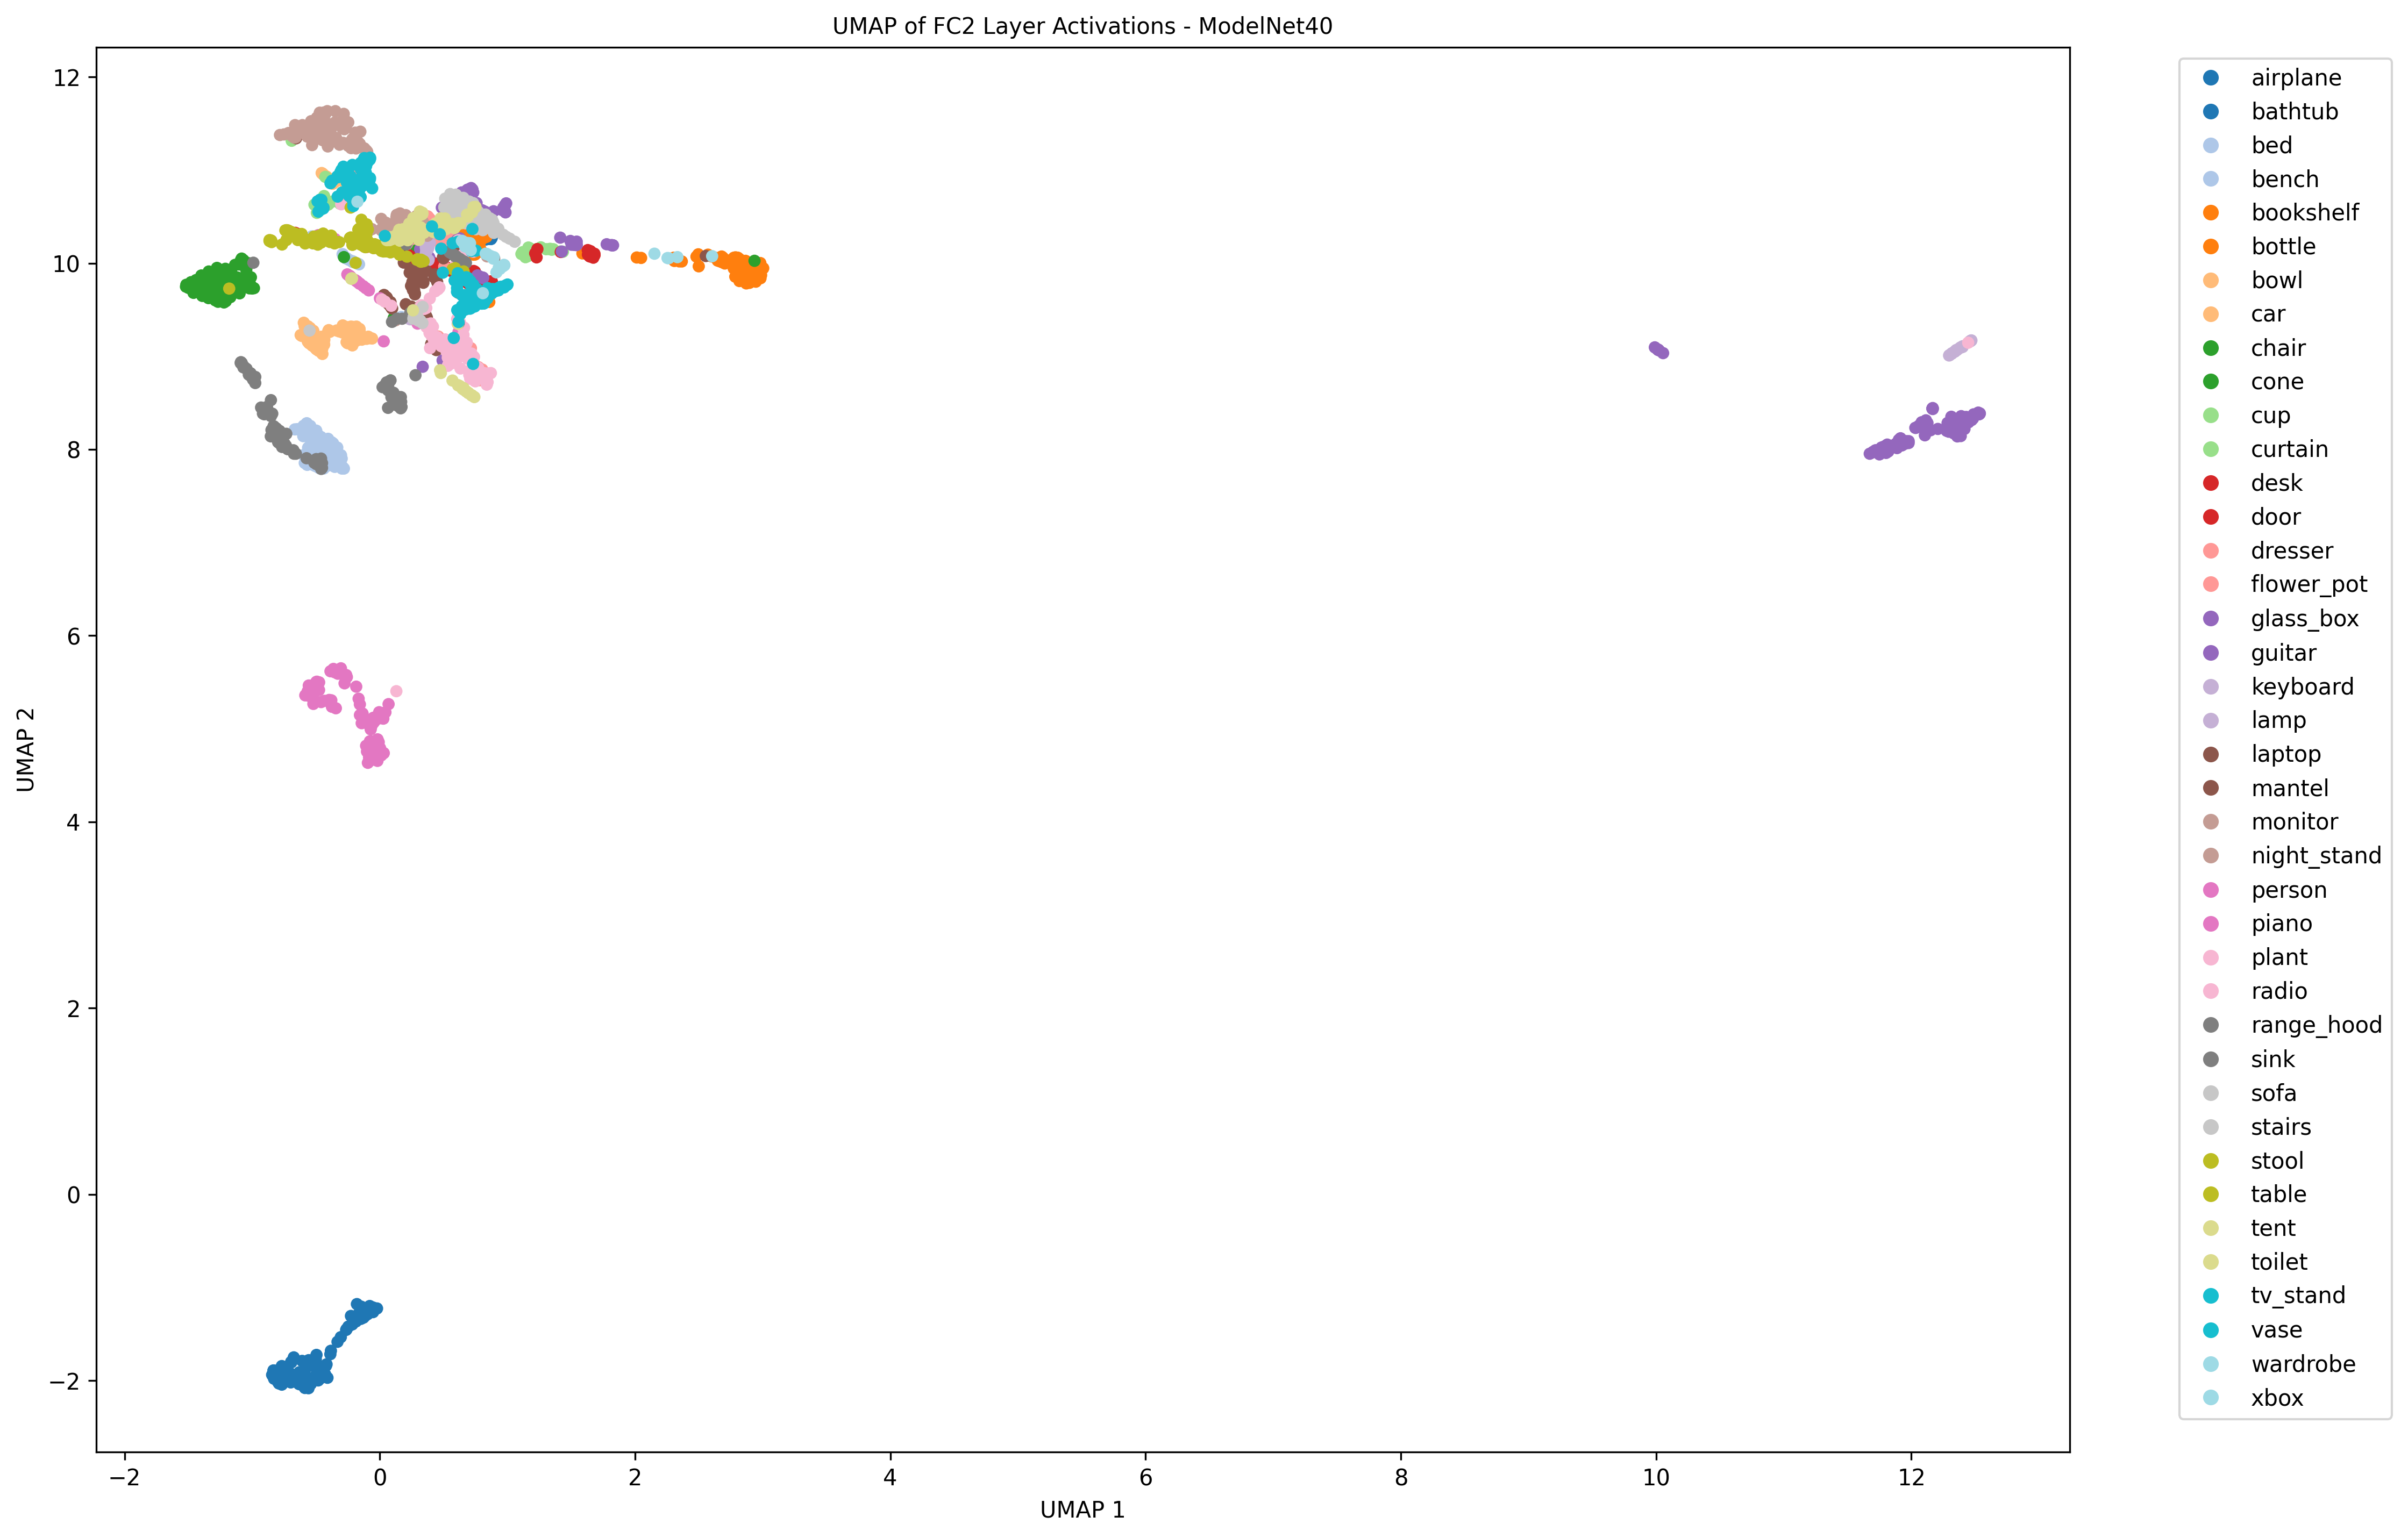 UMAP of FC2 Layer Activations - ModelNet40
12
10
8
6
4
2
0
−2
UMAP 2
−2
0
2
4
6
8
10
12
UMAP 1
airplane
bathtub
bed
bench
bookshelf
bottle
bowl
car
chair
cone
cup
curtain
desk
door
dresser
flower_pot
glass_box
guitar
keyboard
lamp
laptop
mantel
monitor
night_stand
person
piano
plant
radio
range_hood
sink
sofa
stairs
stool
table
tent
toilet
tv_stand
vase
wardrobe
xbox